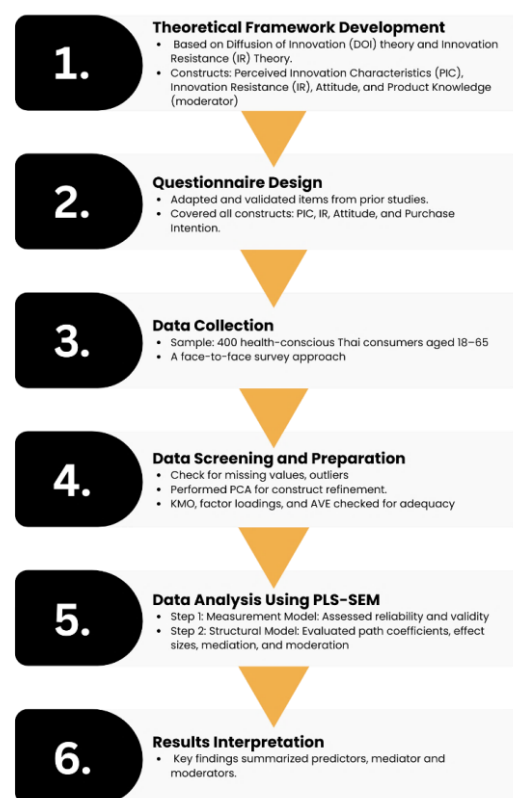 1.
Theoretical Framework Development
• Based on Diffusion of Innovation (DOI) theory and Innovation
Resistance (IR) Theory.
• Constructs: Perceived Innovation Characteristics (PIC),
Innovation Resistance (IR), Attitude, and Product Knowledge
(moderator)
2.
Questionnaire Design
• Adapted and validated items from prior studies.
• Covered all constructs: PIC, IR, Attitude, and Purchase
Intention.
3.
Data Collection
• Sample: 400 health-conscious Thai consumers aged 18–65
• A face-to-face survey approach
4.
Data Screening and Preparation
• Check for missing values, outliers
• Performed PCA for construct refinement.
• KMO, factor loadings, and AVE checked for adequacy
5.
Data Analysis Using PLS-SEM
• Step 1: Measurement Model: Assessed reliability and validity
• Step 2: Structural Model: Evaluated path coefficients, effect
sizes, mediation, and moderation
6.
Results Interpretation
• Key findings summarized predictors, mediator and
moderators.